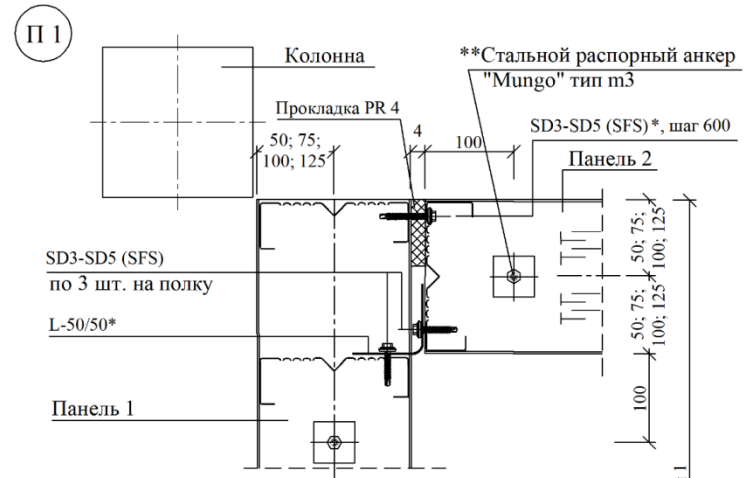 П 1
Колонна
**Стальной распорный анкер
"Mungo" тип m3
Прокладка PR 4
50; 75;
100; 125
4
100
SD3-SD5 (SFS)*, шаг 600
Панель 2
50; 75;
100; 125
50; 75;
100; 125
SD3-SD5 (SFS)
по 3 шт. на полку
L-50/50*
Панель 1
100